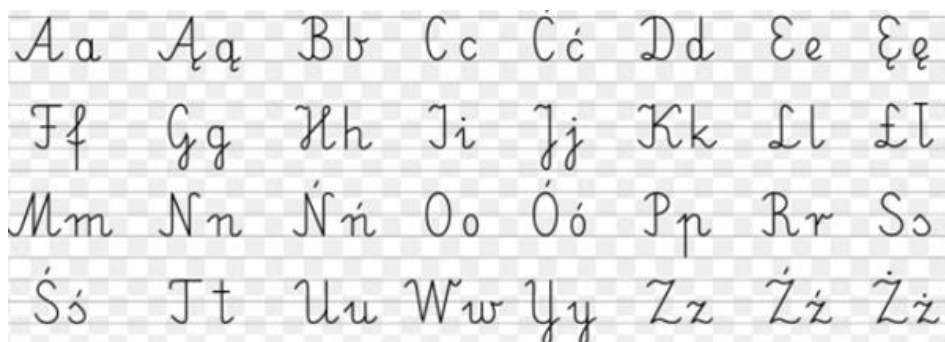 Aa Ąą Bb Cc Ćć Dd Ee Ęę
Ff Gg Hh Ii Jj Kk Ll Łł
Mm Nn Ńń Oo Óó Pp Rr Ss
Śś Tt Uu Ww Yy Zz Źź Żż